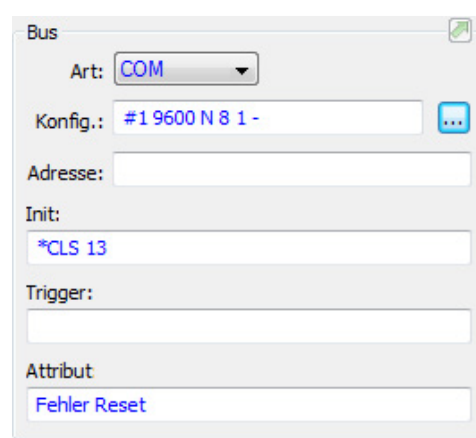 Bus
Art: COM
Konfig.: #1 9600 N 8 1 - ...
Adresse:
Init:
*CLS 13
Trigger:
Attribut
Fehler Reset